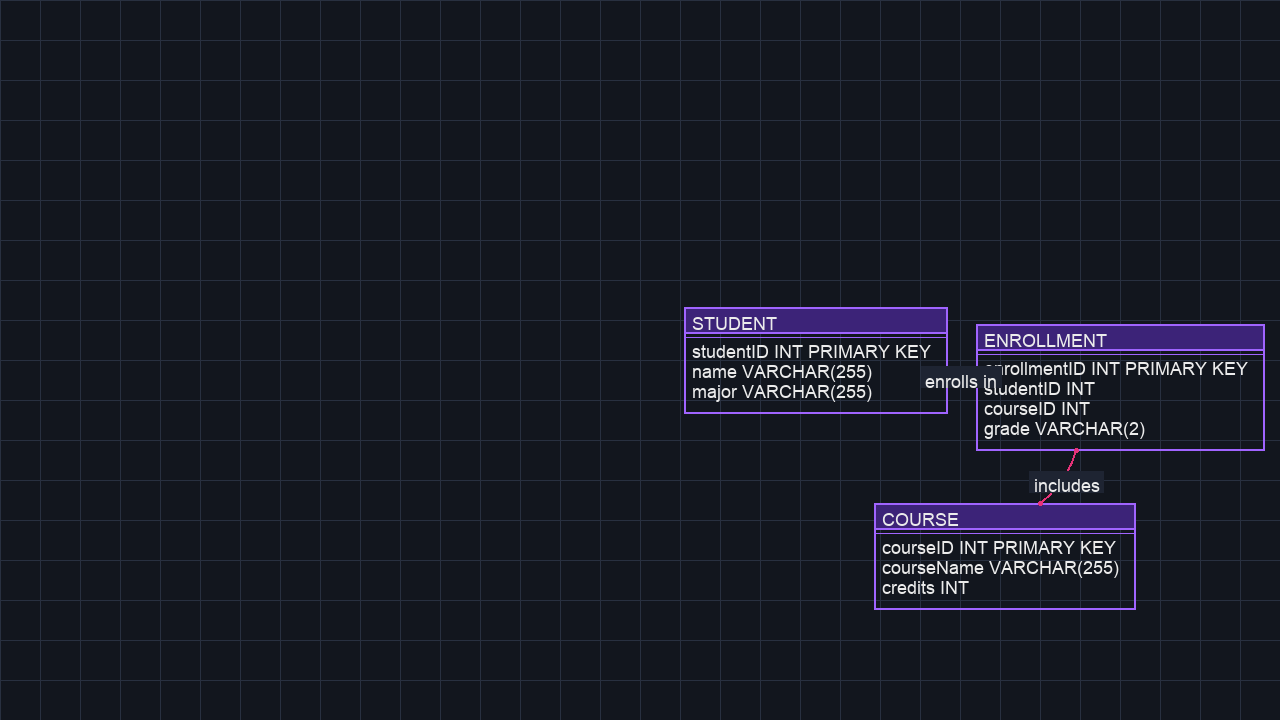 STUDENT
studentID INT PRIMARY KEY
name VARCHAR(255)
major VARCHAR(255)
enrolls in
ENROLLMENT
enrollmentID INT PRIMARY KEY
studentID INT
courseID INT
grade VARCHAR(2)
includes
COURSE
courseID INT PRIMARY KEY
courseName VARCHAR(255)
credits INT